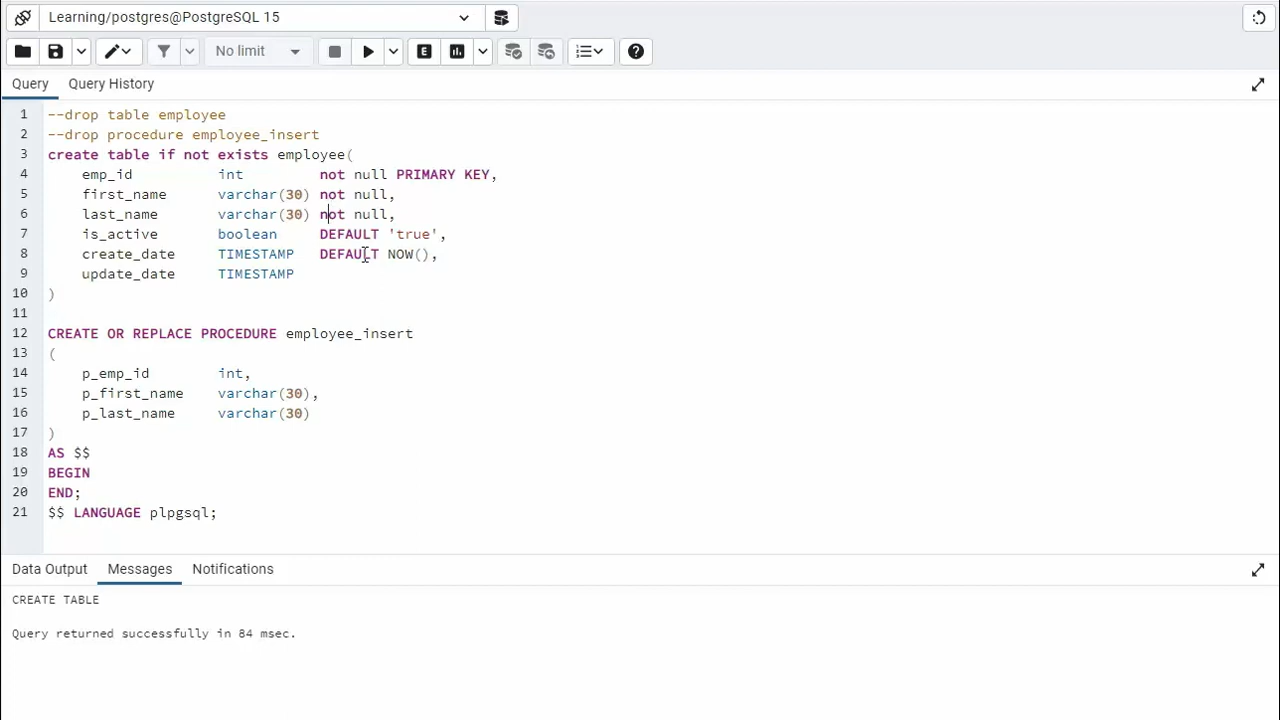 Learning/postgres@PostgreSQL 15
No limit
E
Query Query History
1 --drop table employee
2 --drop procedure employee_insert
3 create table if not exists employee(
4 emp_id int not null PRIMARY KEY,
5 first_name varchar(30) not null,
6 last_name varchar(30) not null,
7 is_active boolean DEFAULT 'true',
8 create_date TIMESTAMP DEFAULT NOW(),
9 update_date TIMESTAMP
10 )
11
12 CREATE OR REPLACE PROCEDURE employee_insert
13 (
14 p_emp_id int,
15 p_first_name varchar(30),
16 p_last_name varchar(30)
17 )
18 AS $$
19 BEGIN
20 END;
21 $$ LANGUAGE plpgsql;
Data Output Messages Notifications
CREATE TABLE
Query returned successfully in 84 msec.